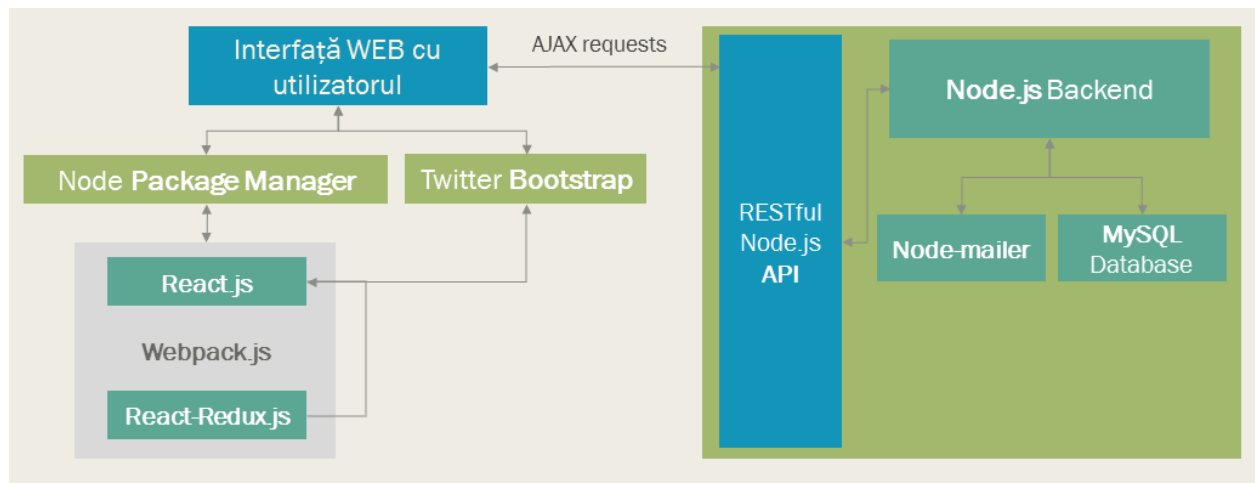 Interfață WEB cu
utilizatorul
AJAX requests
Node Package Manager
Twitter Bootstrap
React.js
Webpack.js
React-Redux.js
RESTful
Node.js
API
Node.js Backend
Node-mailer
MySQL
Database